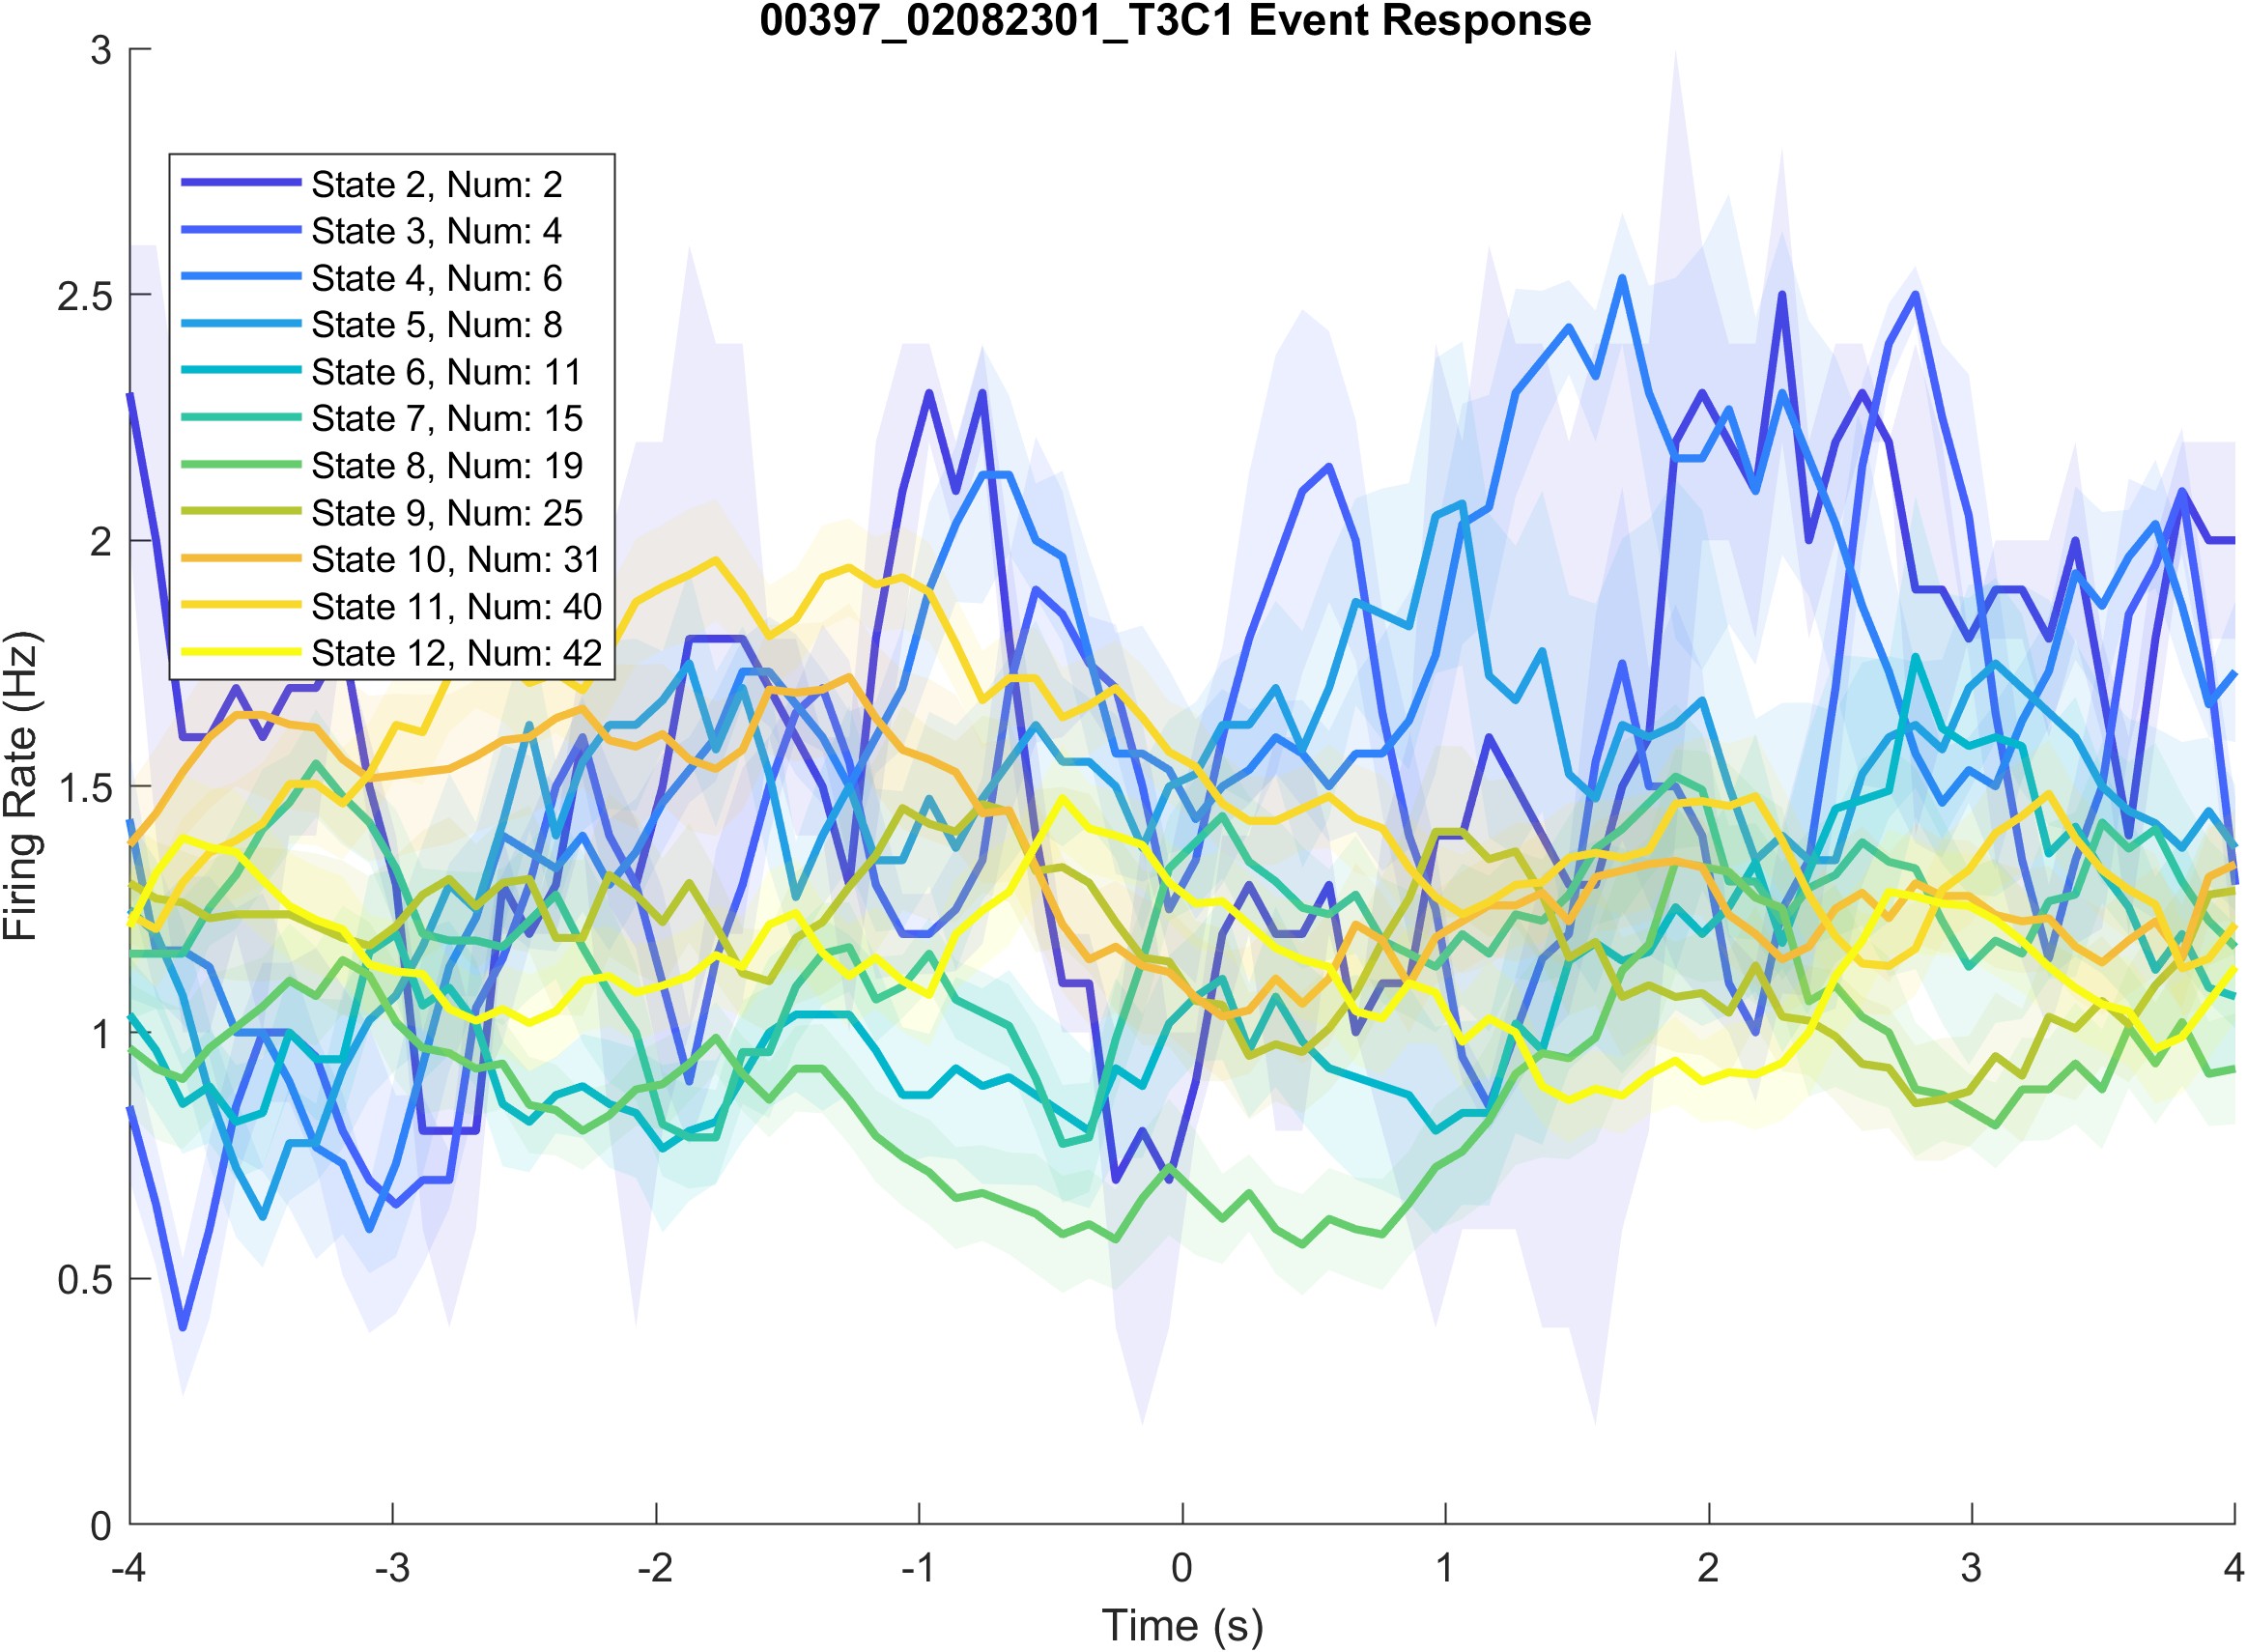 00397_02082301_T3C1 Event Response
3
2.5
2
1.5
1
0.5
0
Firing Rate (Hz)
State 2, Num: 2
State 3, Num: 4
State 4, Num: 6
State 5, Num: 8
State 6, Num: 11
State 7, Num: 15
State 8, Num: 19
State 9, Num: 25
State 10, Num: 31
State 11, Num: 40
State 12, Num: 42
-4 -3 -2 -1 0 1 2 3 4
Time (s)